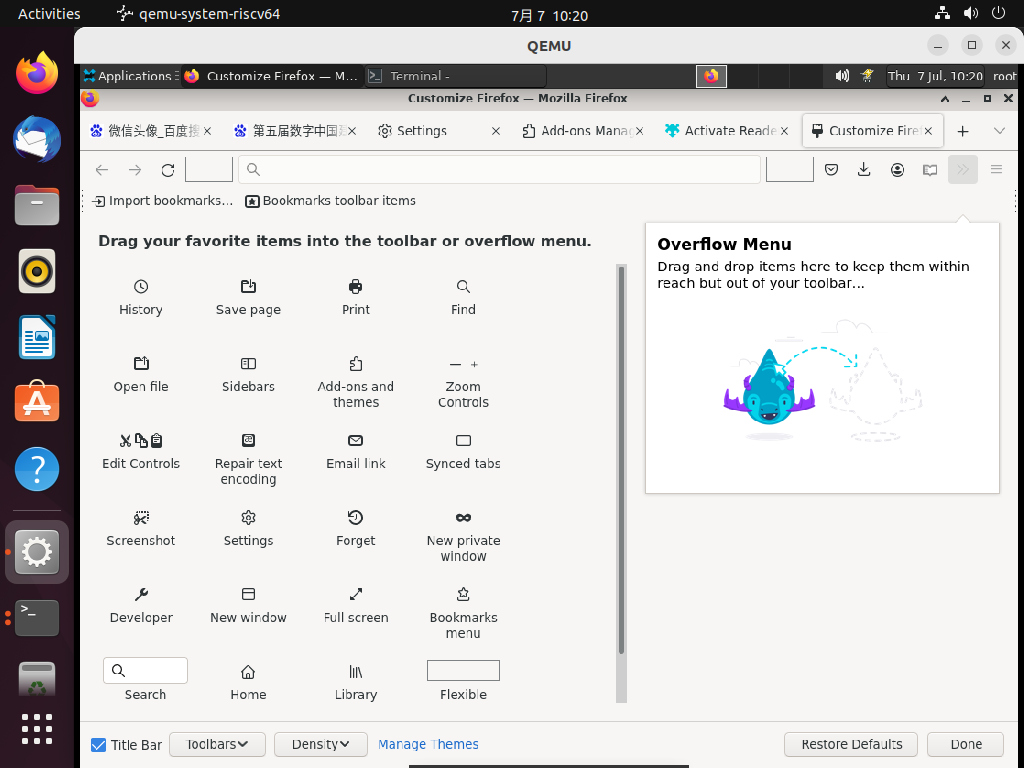 Activities
qemu-system-riscv64
7月 7 10:20
QEMU
Applications
Customize Firefox — M...
Terminal -
Thu 7 Jul, 10:20
root
Customize Firefox — Mozilla Firefox
微信头像_百度搜
第五届数字中国建
Settings
Add-ons Manag
Activate Reade
Customize Firef
Import bookmarks...
Bookmarks toolbar items
Drag your favorite items into the toolbar or overflow menu.
Overflow Menu
Drag and drop items here to keep them within
reach but out of your toolbar...
History
Save page
Print
Find
Open file
Sidebars
Add-ons and
themes
Zoom
Controls
Edit Controls
Repair text
encoding
Email link
Synced tabs
Screenshot
Settings
Forget
New private
window
Developer
New window
Full screen
Bookmarks
menu
Search
Home
Library
Flexible
Title Bar
Toolbars
Density
Manage Themes
Restore Defaults
Done